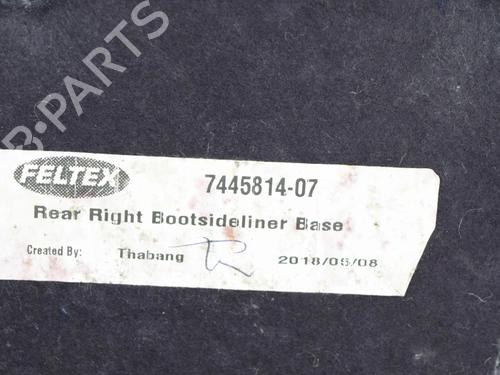 B-PARTS
FELTEX
7445814-07
Rear Right Bootsideliner Base
Created By: Thabang
2018/05/08